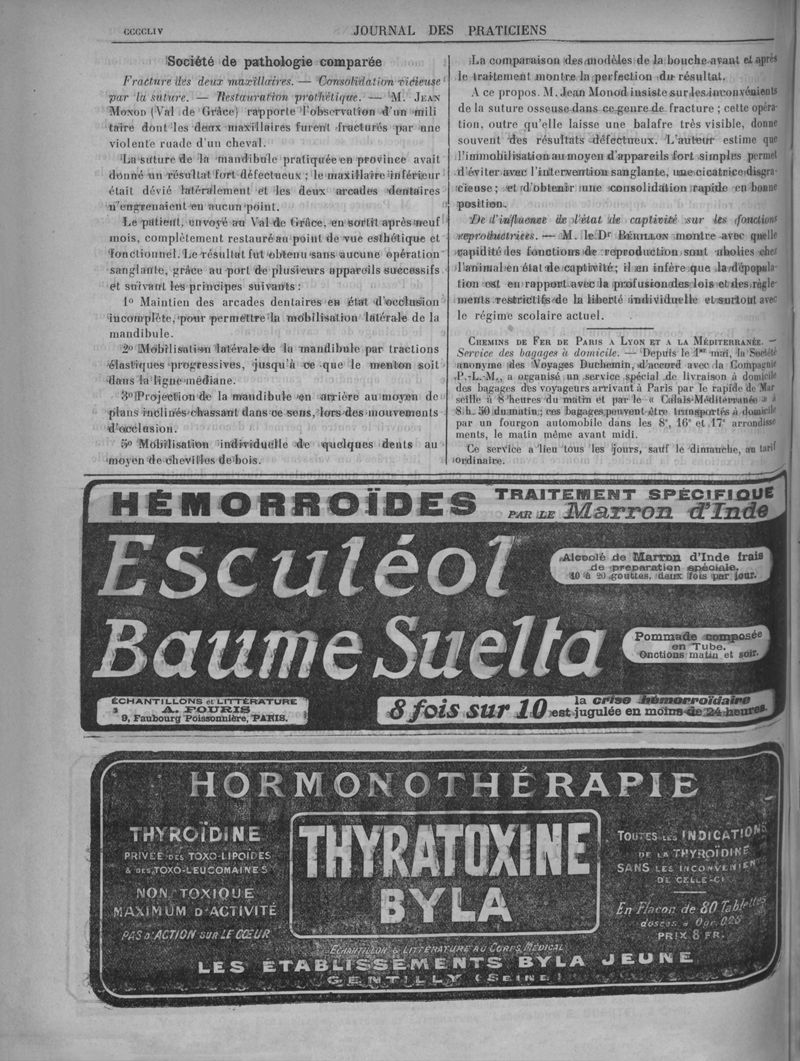 CCCCLIV
JOURNAL DES PRATICIENS
Société de pathologie comparée
Fracture des deux maxillaires. — Consolidation vicieuse
par la suture. — Restauration prothétique. — M. JEAN
MONOD (Val de Grâce) rapporte l'observation d'un mili
taire dont les deux maxillaires furent fracturés par une
violente ruade d'un cheval.
La suture de la mandibule pratiquée en province avait
donné un résultat fort défectueux ; le maxillaire inférieur
était dévié latéralement et les deux arcades dentaires
n'engrenaient en aucun point.
Le patient, envoyé au Val de Grâce, en sortit après neuf
mois, complètement restauré au point de vue esthétique et
fonctionnel. Le résultat fut obtenu sans aucune opération
sanglante, grâce au port de plusieurs appareils successifs
et suivant les principes suivants :
1° Maintien des arcades dentaires en état d'occlusion
incomplète, pour permettre la mobilisation latérale de la
mandibule.
2° Mobilisation latérale de la mandibule par tractions
élastiques progressives, jusqu'à ce que le menton soit
dans la ligne médiane.
3° Projection de la mandibule en arrière au moyen de
plans inclinés chassant dans ce sens, lors des mouvements
d'occlusion.
5° Mobilisation individuelle de quelques dents au
moyen de chevilles de bois.
La comparaison des modèles de la bouche avant et après
le traitement montre la perfection du résultat.
A ce propos. M. Jean Monod insiste sur les inconvénients
de la suture osseuse dans ce genre de fracture ; cette opéra-
tion, outre qu'elle laisse une balafre très visible, donne
souvent des résultats défectueux. L'auteur estime que
l'immobilisation au moyen d'appareils fort simples permet
d'éviter avec l'intervention sanglante, une cicatrice disgra-
cieuse ; et d'obtenir une consolidation rapide en bonne
position.
De l'influence de l'état de captivité sur les fonctions
reproductrices. — M. le Dr BÉRILLON montre avec quelle
rapidité les fonctions de reproduction sont abolies chez
l'animal en état de captivité ; il en infère que la dépopula-
tion est en rapport avec la profusion des lois et des règle-
ments restrictifs de la liberté individuelle et surtout avec
le régime scolaire actuel.
CHEMINS DE FER DE PARIS A LYON ET A LA MÉDITERRANÉE. —
Service des bagages à domicile. — Depuis le 1er mai, la Société
anonyme des Voyages Duchemin, d'accord avec la Compagnie
P.-L.-M., a organisé un service spécial de livraison à domicile
des bagages des voyageurs arrivant à Paris par le rapide de Mar
seille à 8 heures du matin et par le « Calais-Méditerranée » à
8 h. 50 du matin ; ces bagages peuvent être transportés à domicile
par un fourgon automobile dans les 8e, 16e et 17e arrondisse
ments, le matin même avant midi.
Ce service a lieu tous les jours, sauf le dimanche, au tarif
ordinaire.
HÉMORROÏDES
TRAITEMENT SPÉCIFIQUE
PAR LE Marron d'Inde
Esculéol
Alcoolé de Marron d'Inde frais
de préparation spéciale.
10 à 20 gouttes, deux fois par jour.
Baume Suelta
Pommade composée
en Tube.
Onctions matin et soir.
ÉCHANTILLONS et LITTÉRATURE
A. FOURIS
9, Faubourg Poissonnière, PARIS.
8 fois sur 10 la crise hémorroïdaire
est jugulée en moins de 24 heures.
HORMONOTHÉRAPIE
THYROÏDINE
PRIVÉE DES TOXO-LIPOÏDES
& DES TOXO-LEUCOMAINES
NON TOXIQUE
MAXIMUM D'ACTIVITÉ
PAS d'ACTION SUR LE CŒUR
THYRATOXINE
BYLA
TOUTES LES INDICATIONS
DE LA THYROÏDINE
SANS LES INCONVENIENTS
DE CELLE-CI
En Flacon de 80 Tablettes
dosées a 0gr.025
PRIX 8 FR.
ECHANTILLON & LITTÉRATURE AU CORPS MÉDICAL
LES ÉTABLISSEMENTS BYLA JEUNE
GENTILLY (SEINE)